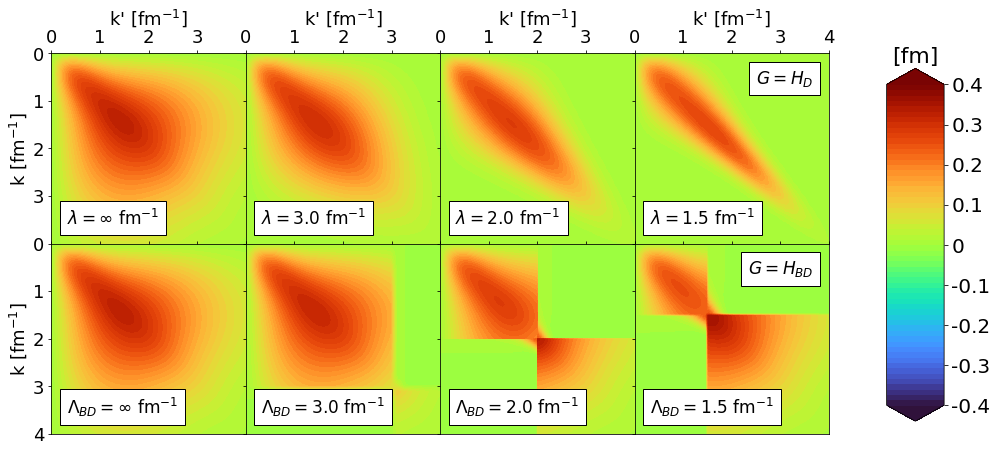 k' [fm⁻¹] k' [fm⁻¹] k' [fm⁻¹] k' [fm⁻¹]
0 1 2 3 0 1 2 3 0 1 2 3 0 1 2 3 4
[fm]
0
1
2
3
0
k [fm⁻¹]
G = H_D
λ = ∞ fm⁻¹
λ = 3.0 fm⁻¹
λ = 2.0 fm⁻¹
λ = 1.5 fm⁻¹
1
2
3
4
k [fm⁻¹]
G = H_BD
Λ_BD = ∞ fm⁻¹
Λ_BD = 3.0 fm⁻¹
Λ_BD = 2.0 fm⁻¹
Λ_BD = 1.5 fm⁻¹
0.4
0.3
0.2
0.1
0
-0.1
-0.2
-0.3
-0.4